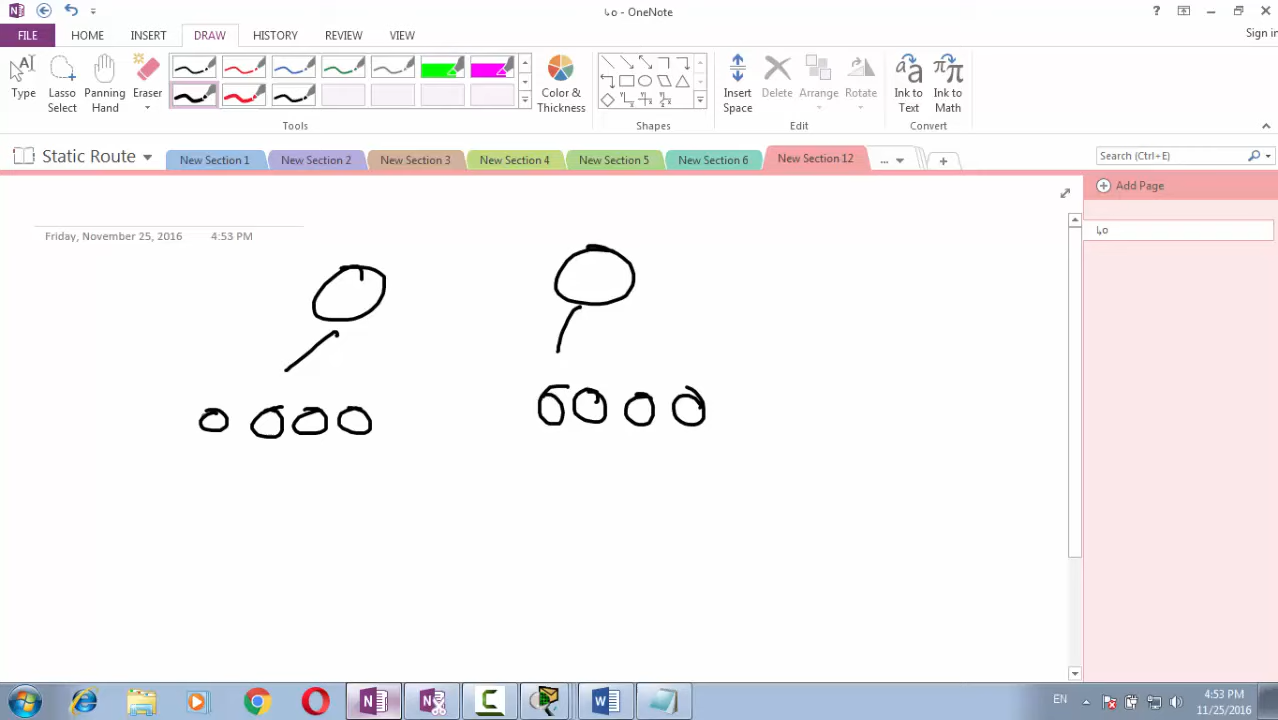 هo - OneNote
? 
Sign in
FILE HOME INSERT DRAW HISTORY REVIEW VIEW
Type Lasso Select Panning Hand Eraser Color & Thickness Insert Space Delete Arrange Rotate Ink to Text Ink to Math
Tools Shapes Edit Convert
Static Route New Section 1 New Section 2 New Section 3 New Section 4 New Section 5 New Section 6 New Section 12 ... Search (Ctrl+E)
Add Page
Friday, November 25, 2016 4:53 PM
EN 4:53 PM
11/25/2016